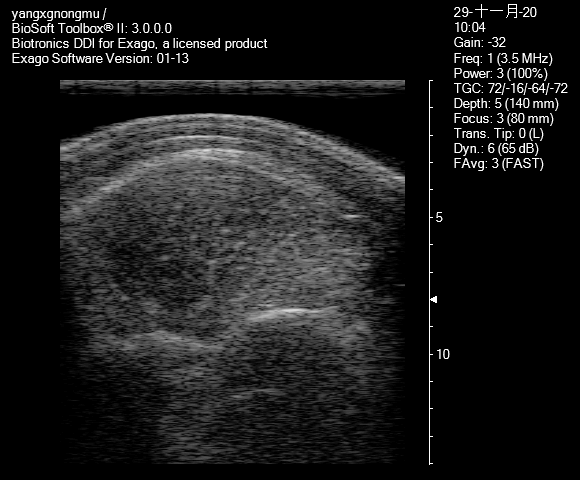 yangxgnongmu /
BioSoft Toolbox® II: 3.0.0.0
Biotronics DDI for Exago, a licensed product
Exago Software Version: 01-13
29-十一月-20
10:04
Gain: -32
Freq: 1 (3.5 MHz)
Power: 3 (100%)
TGC: 72/-16/-64/-72
Depth: 5 (140 mm)
Focus: 3 (80 mm)
Trans. Tip: 0 (L)
Dyn.: 6 (65 dB)
FAvg: 3 (FAST)
5
10